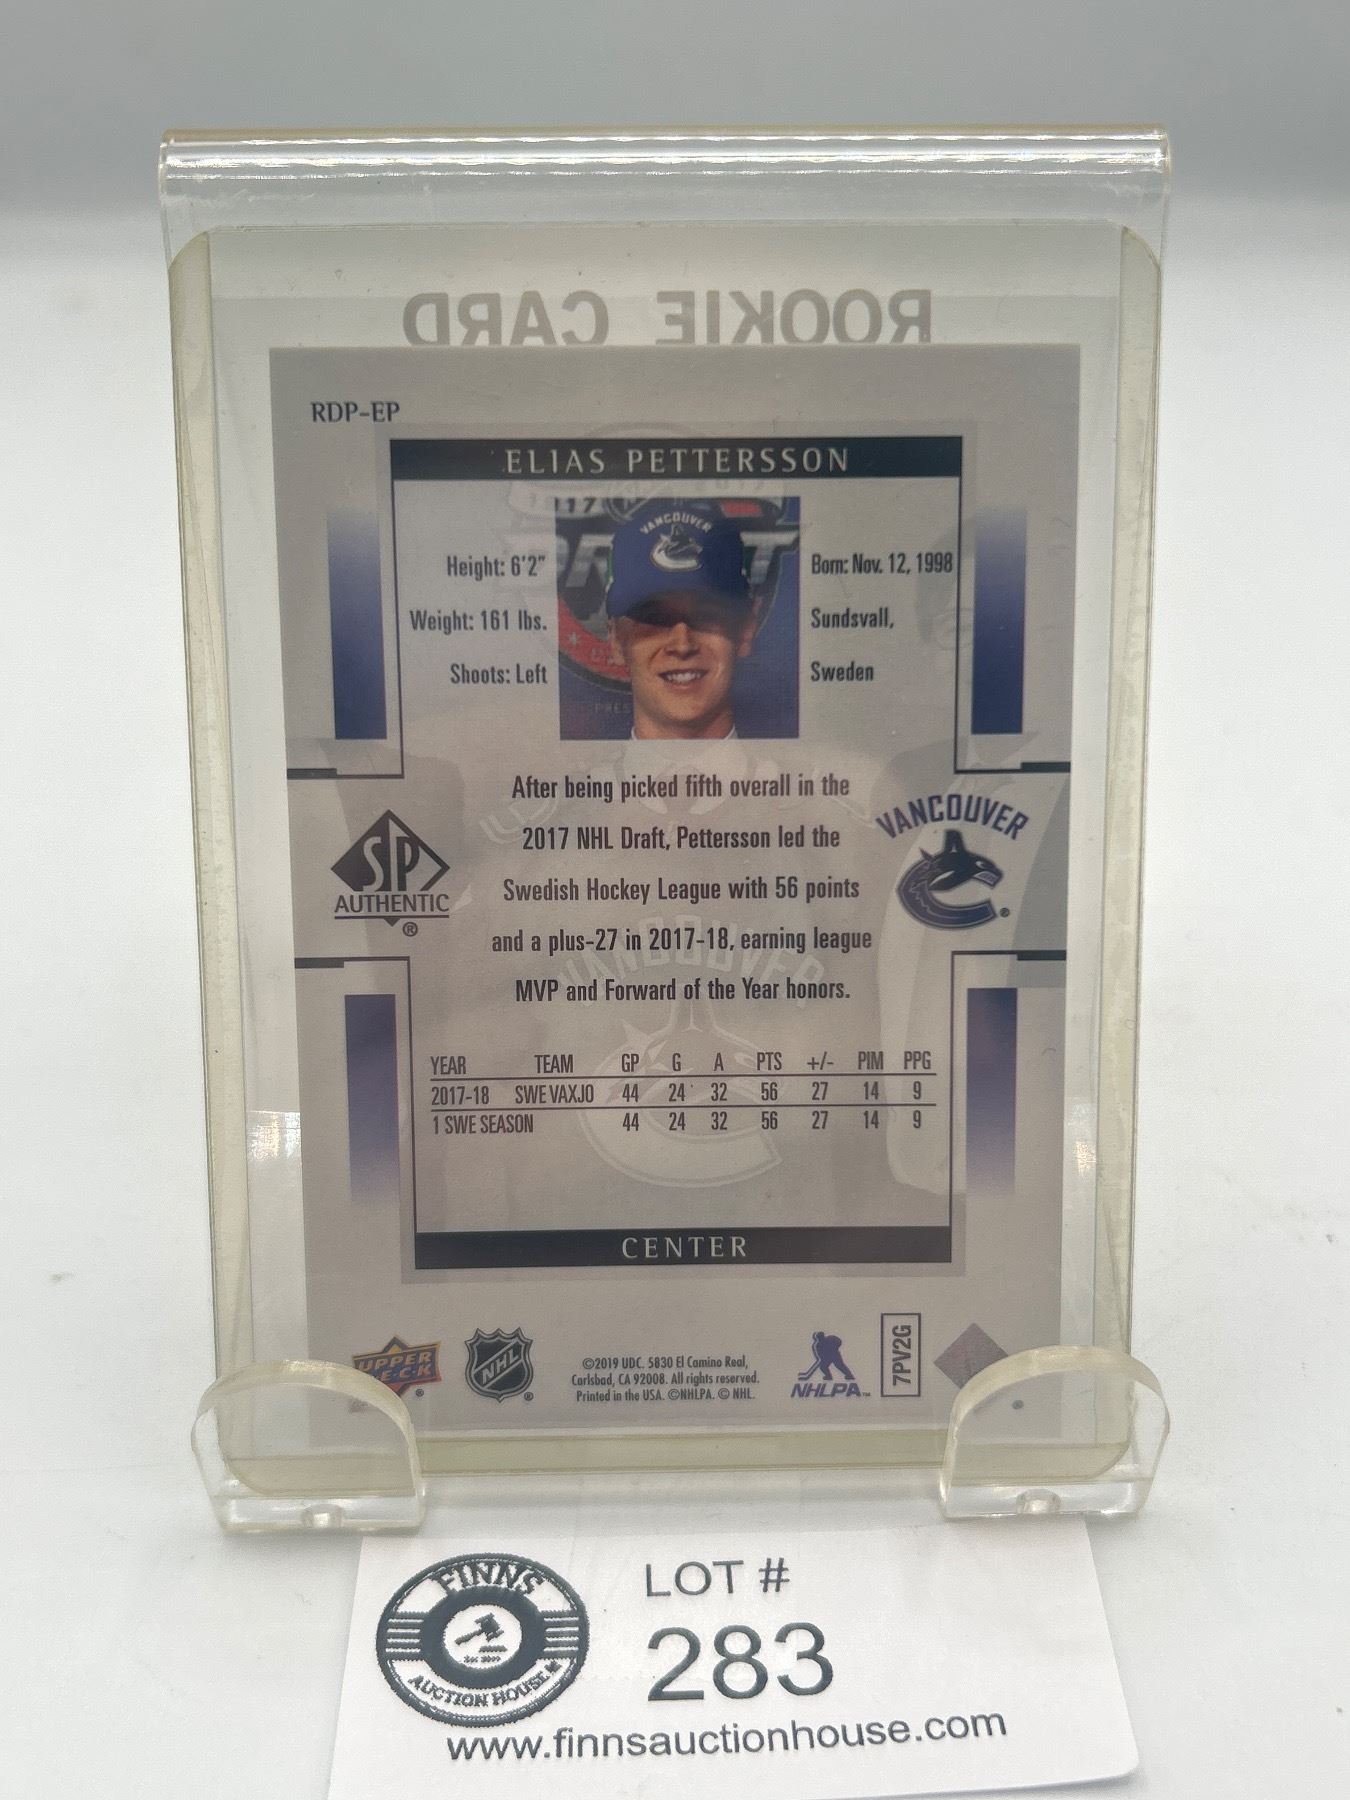 ROOKIE CARD
RDP-EP
ELIAS PETTERSSON
VANCOUVER
Height: 6'2"
Weight: 161 lbs.
Shoots: Left
Born: Nov. 12, 1998
Sundsvall,
Sweden
After being picked fifth overall in the
2017 NHL Draft, Pettersson led the
Swedish Hockey League with 56 points
and a plus-27 in 2017-18, earning league
MVP and Forward of the Year honors.
SP
AUTHENTIC
®
VANCOUVER
®
VANCOUVER
YEAR TEAM GP G A PTS +/- PIM PPG
2017-18 SWE VAXJO 44 24 32 56 27 14 9
1 SWE SEASON 44 24 32 56 27 14 9
CENTER
UPPER
®
NHL
®
©2019 UDC. 5830 El Camino Real,
Carlsbad, CA 92008. All rights reserved.
Printed in the USA. ©NHLPA. © NHL.
NHLPA™
7PV2G
®
FINNS
AUCTION HOUSE
LOT #
283
www.finnsauctionhouse.com